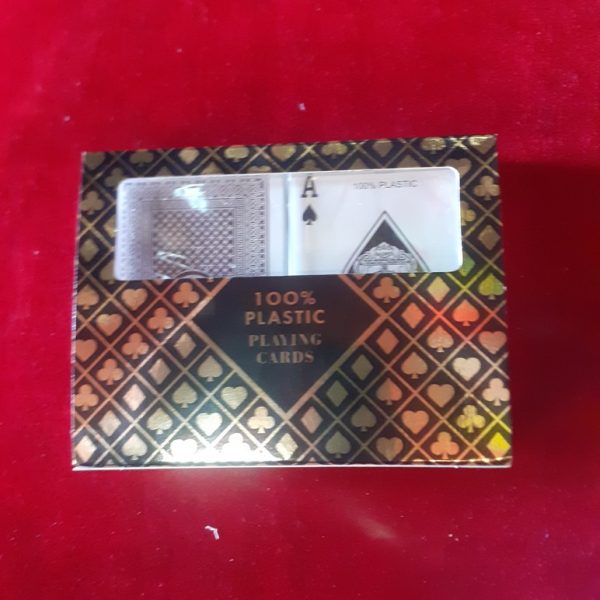 A
100% PLASTIC
100%
PLASTIC
PLAYING
CARDS